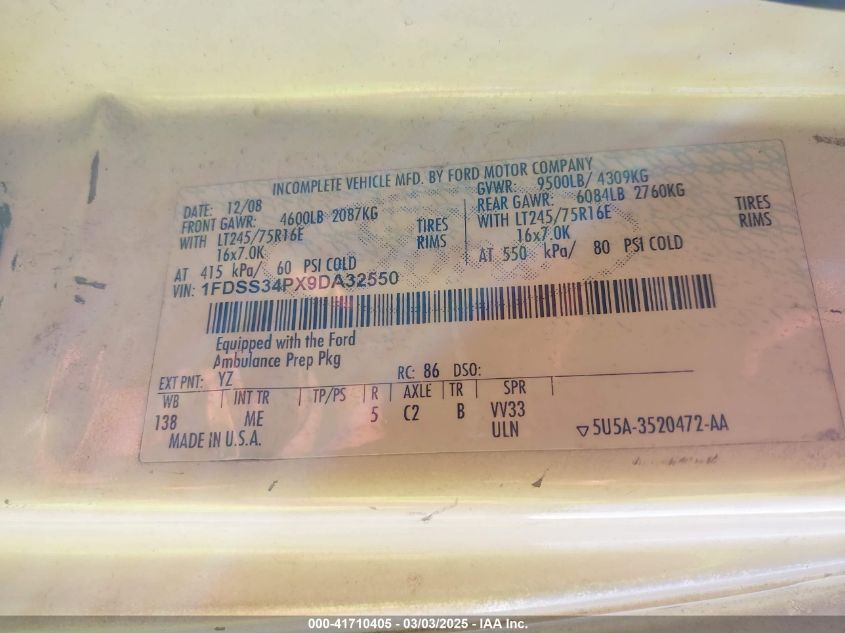 INCOMPLETE VEHICLE MFD. BY FORD MOTOR COMPANY
DATE: 12/08 GVWR: 9500LB/ 4309KG
FRONT GAWR: 4600LB 2087KG REAR GAWR: 6084LB 2760KG
WITH LT245/75R16E TIRES WITH LT245/75R16E TIRES
16x7.0K RIMS 16x7.0K RIMS
AT 415 kPa/ 60 PSI COLD AT 550 kPa/ 80 PSI COLD
VIN: 1FDSS34PX9DA32550
Equipped with the Ford
Ambulance Prep Pkg
EXT PNT: YZ RC: 86 DSO:
WB INT TR TP/PS R AXLE TR SPR
138 ME 5 C2 B VV33
ULN
MADE IN U.S.A. 5U5A-3520472-AA
000-41710405 - 03/03/2025 - IAA Inc.